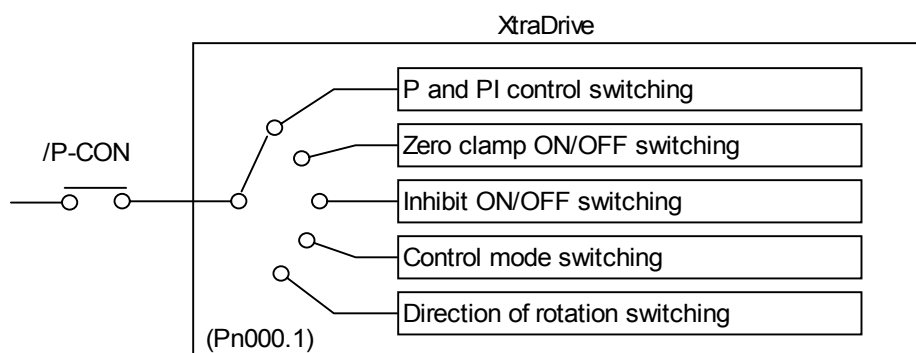 XtraDrive
P and PI control switching
/P-CON
Zero clamp ON/OFF switching
Inhibit ON/OFF switching
Control mode switching
Direction of rotation switching
(Pn000.1)